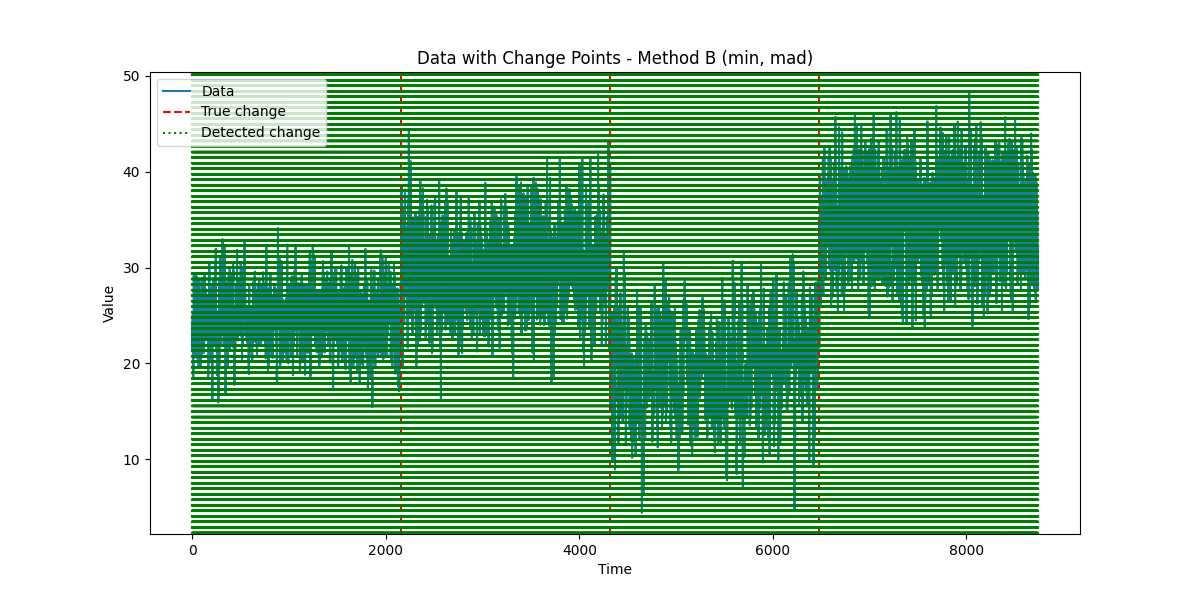 Data with Change Points - Method B (min, mad)
50
40
30
20
10
Value
Data
True change
Detected change
0
2000
4000
6000
8000
Time